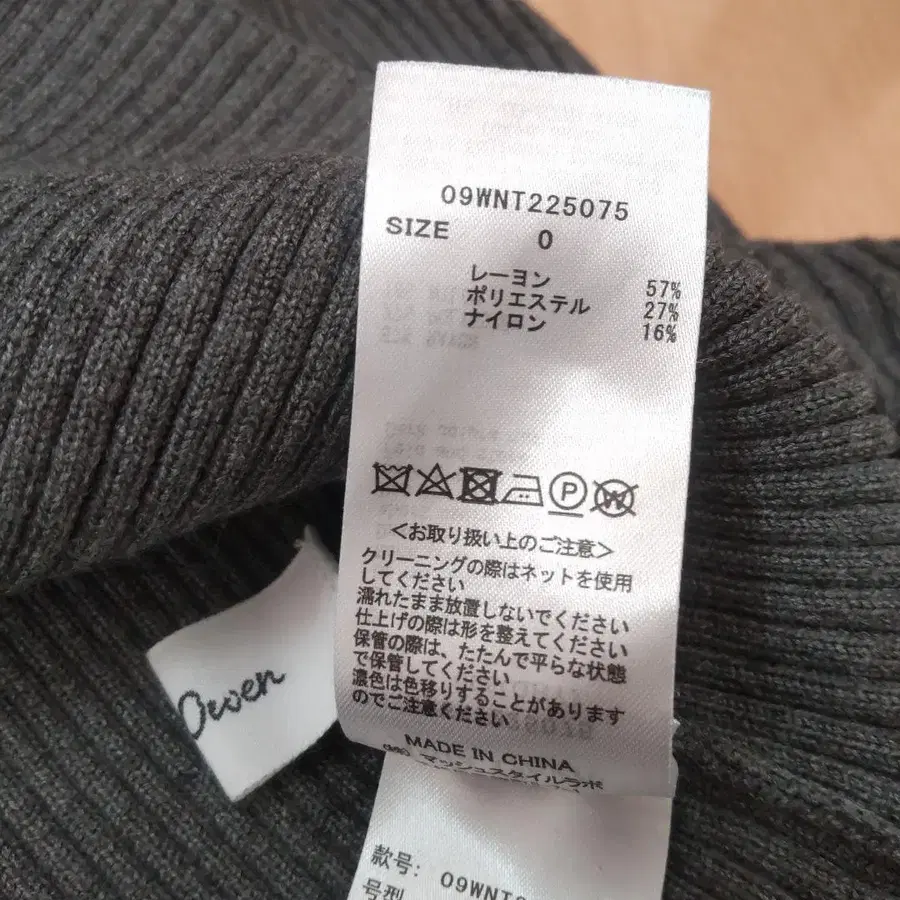 09WNT225075
SIZE 0
レーヨン 57%
ポリエステル 27%
ナイロン 16%
P
W
<お取り扱い上のご注意>
クリーニングの際はネットを使用
してください
濡れたまま放置しないでください
仕上げの際は形を整えてください
保管の際は、たたんで平らな状態
で保管してください
濃色は色移りすることがあります
のでご注意ください
MADE IN CHINA
(株) マッシュスタイルラボ
Owen
款号: 09WNT
号型